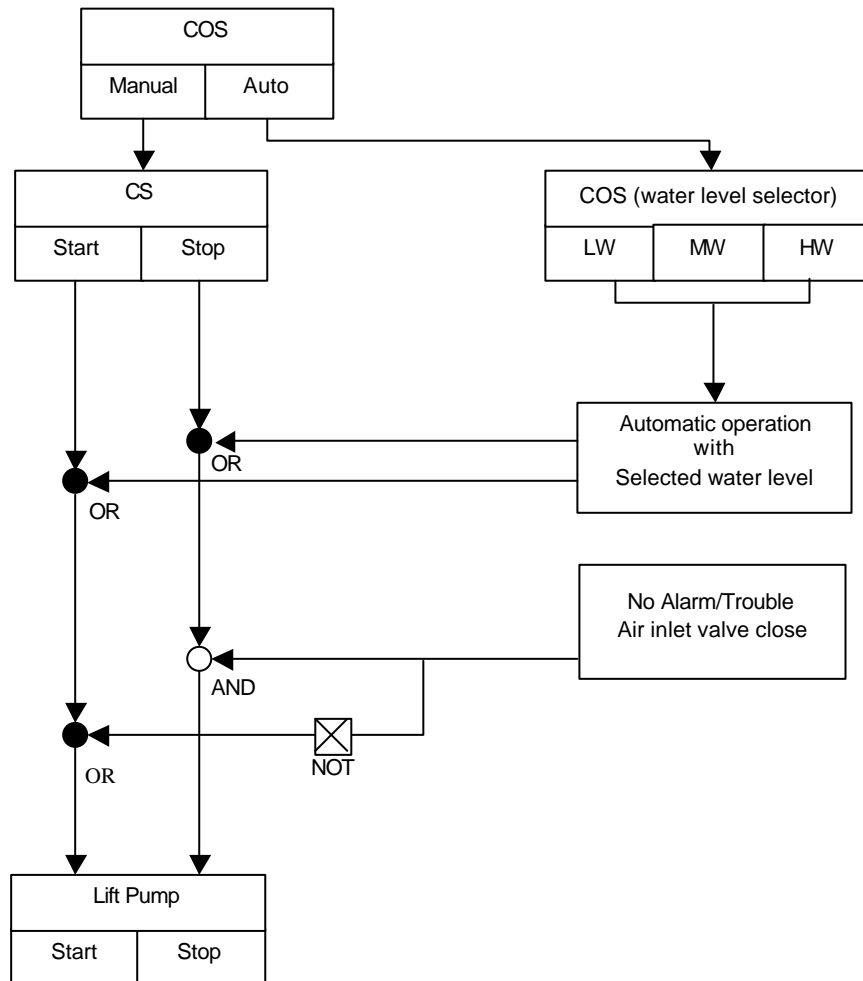 COS
Manual Auto
CS
COS (water level selector)
Start Stop
LW MW HW
Automatic operation
with
Selected water level
OR
OR
No Alarm/Trouble
Air inlet valve close
AND
NOT
OR
Lift Pump
Start Stop